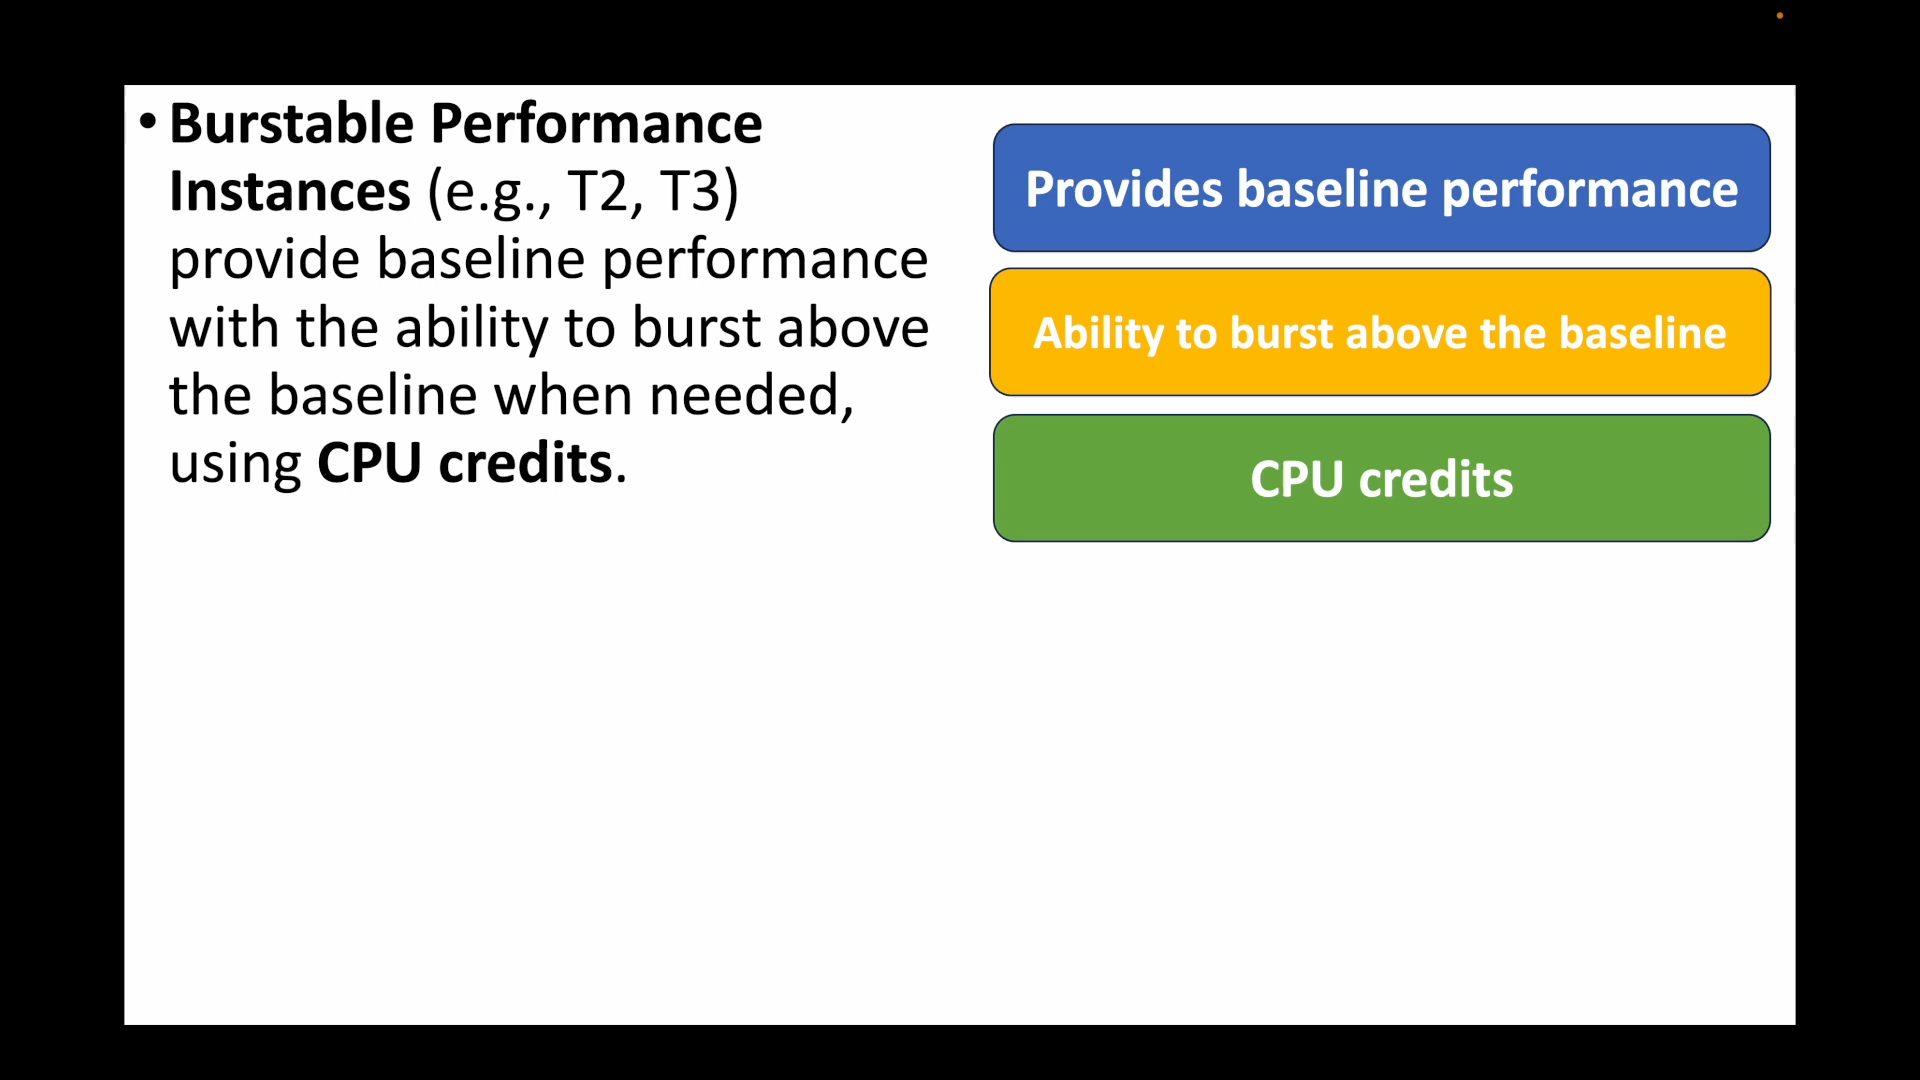 • Burstable Performance
Instances (e.g., T2, T3)
provide baseline performance
with the ability to burst above
the baseline when needed,
using CPU credits.
Provides baseline performance
Ability to burst above the baseline
CPU credits